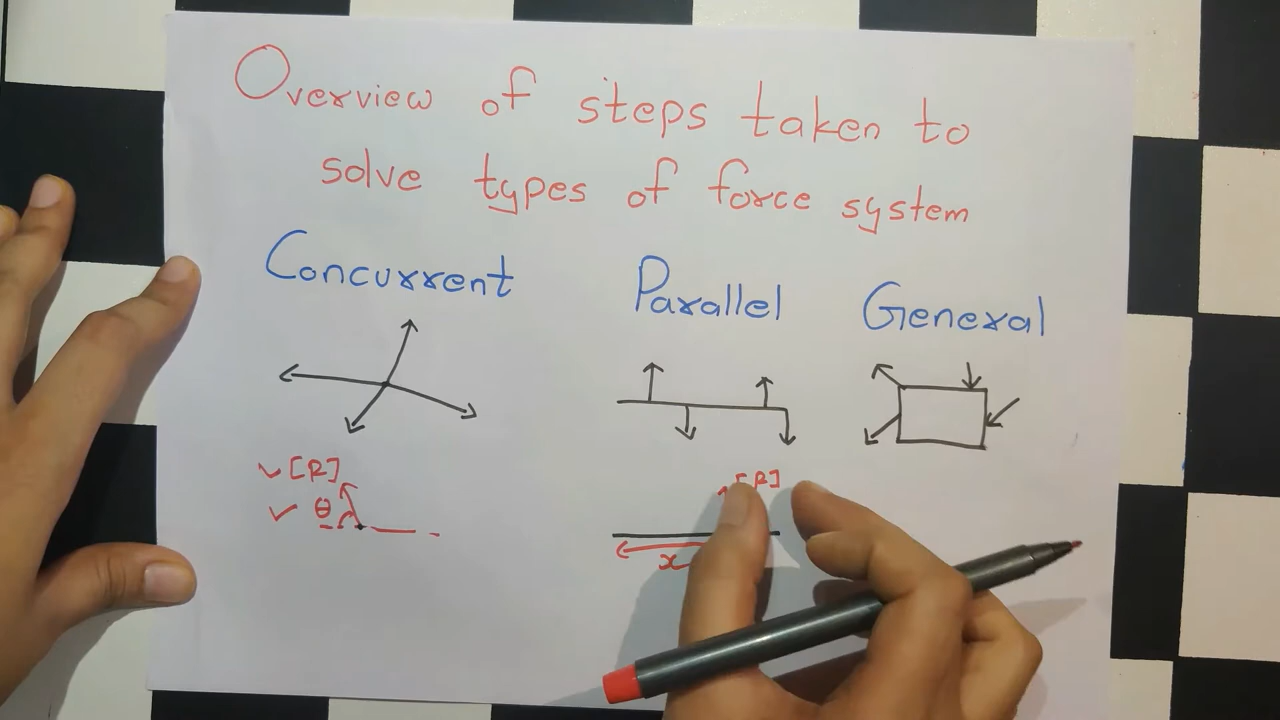 Overview of steps taken to
solve types of force system
Concurrent Parallel General
✓ [R]
✓ θ
[R]
x